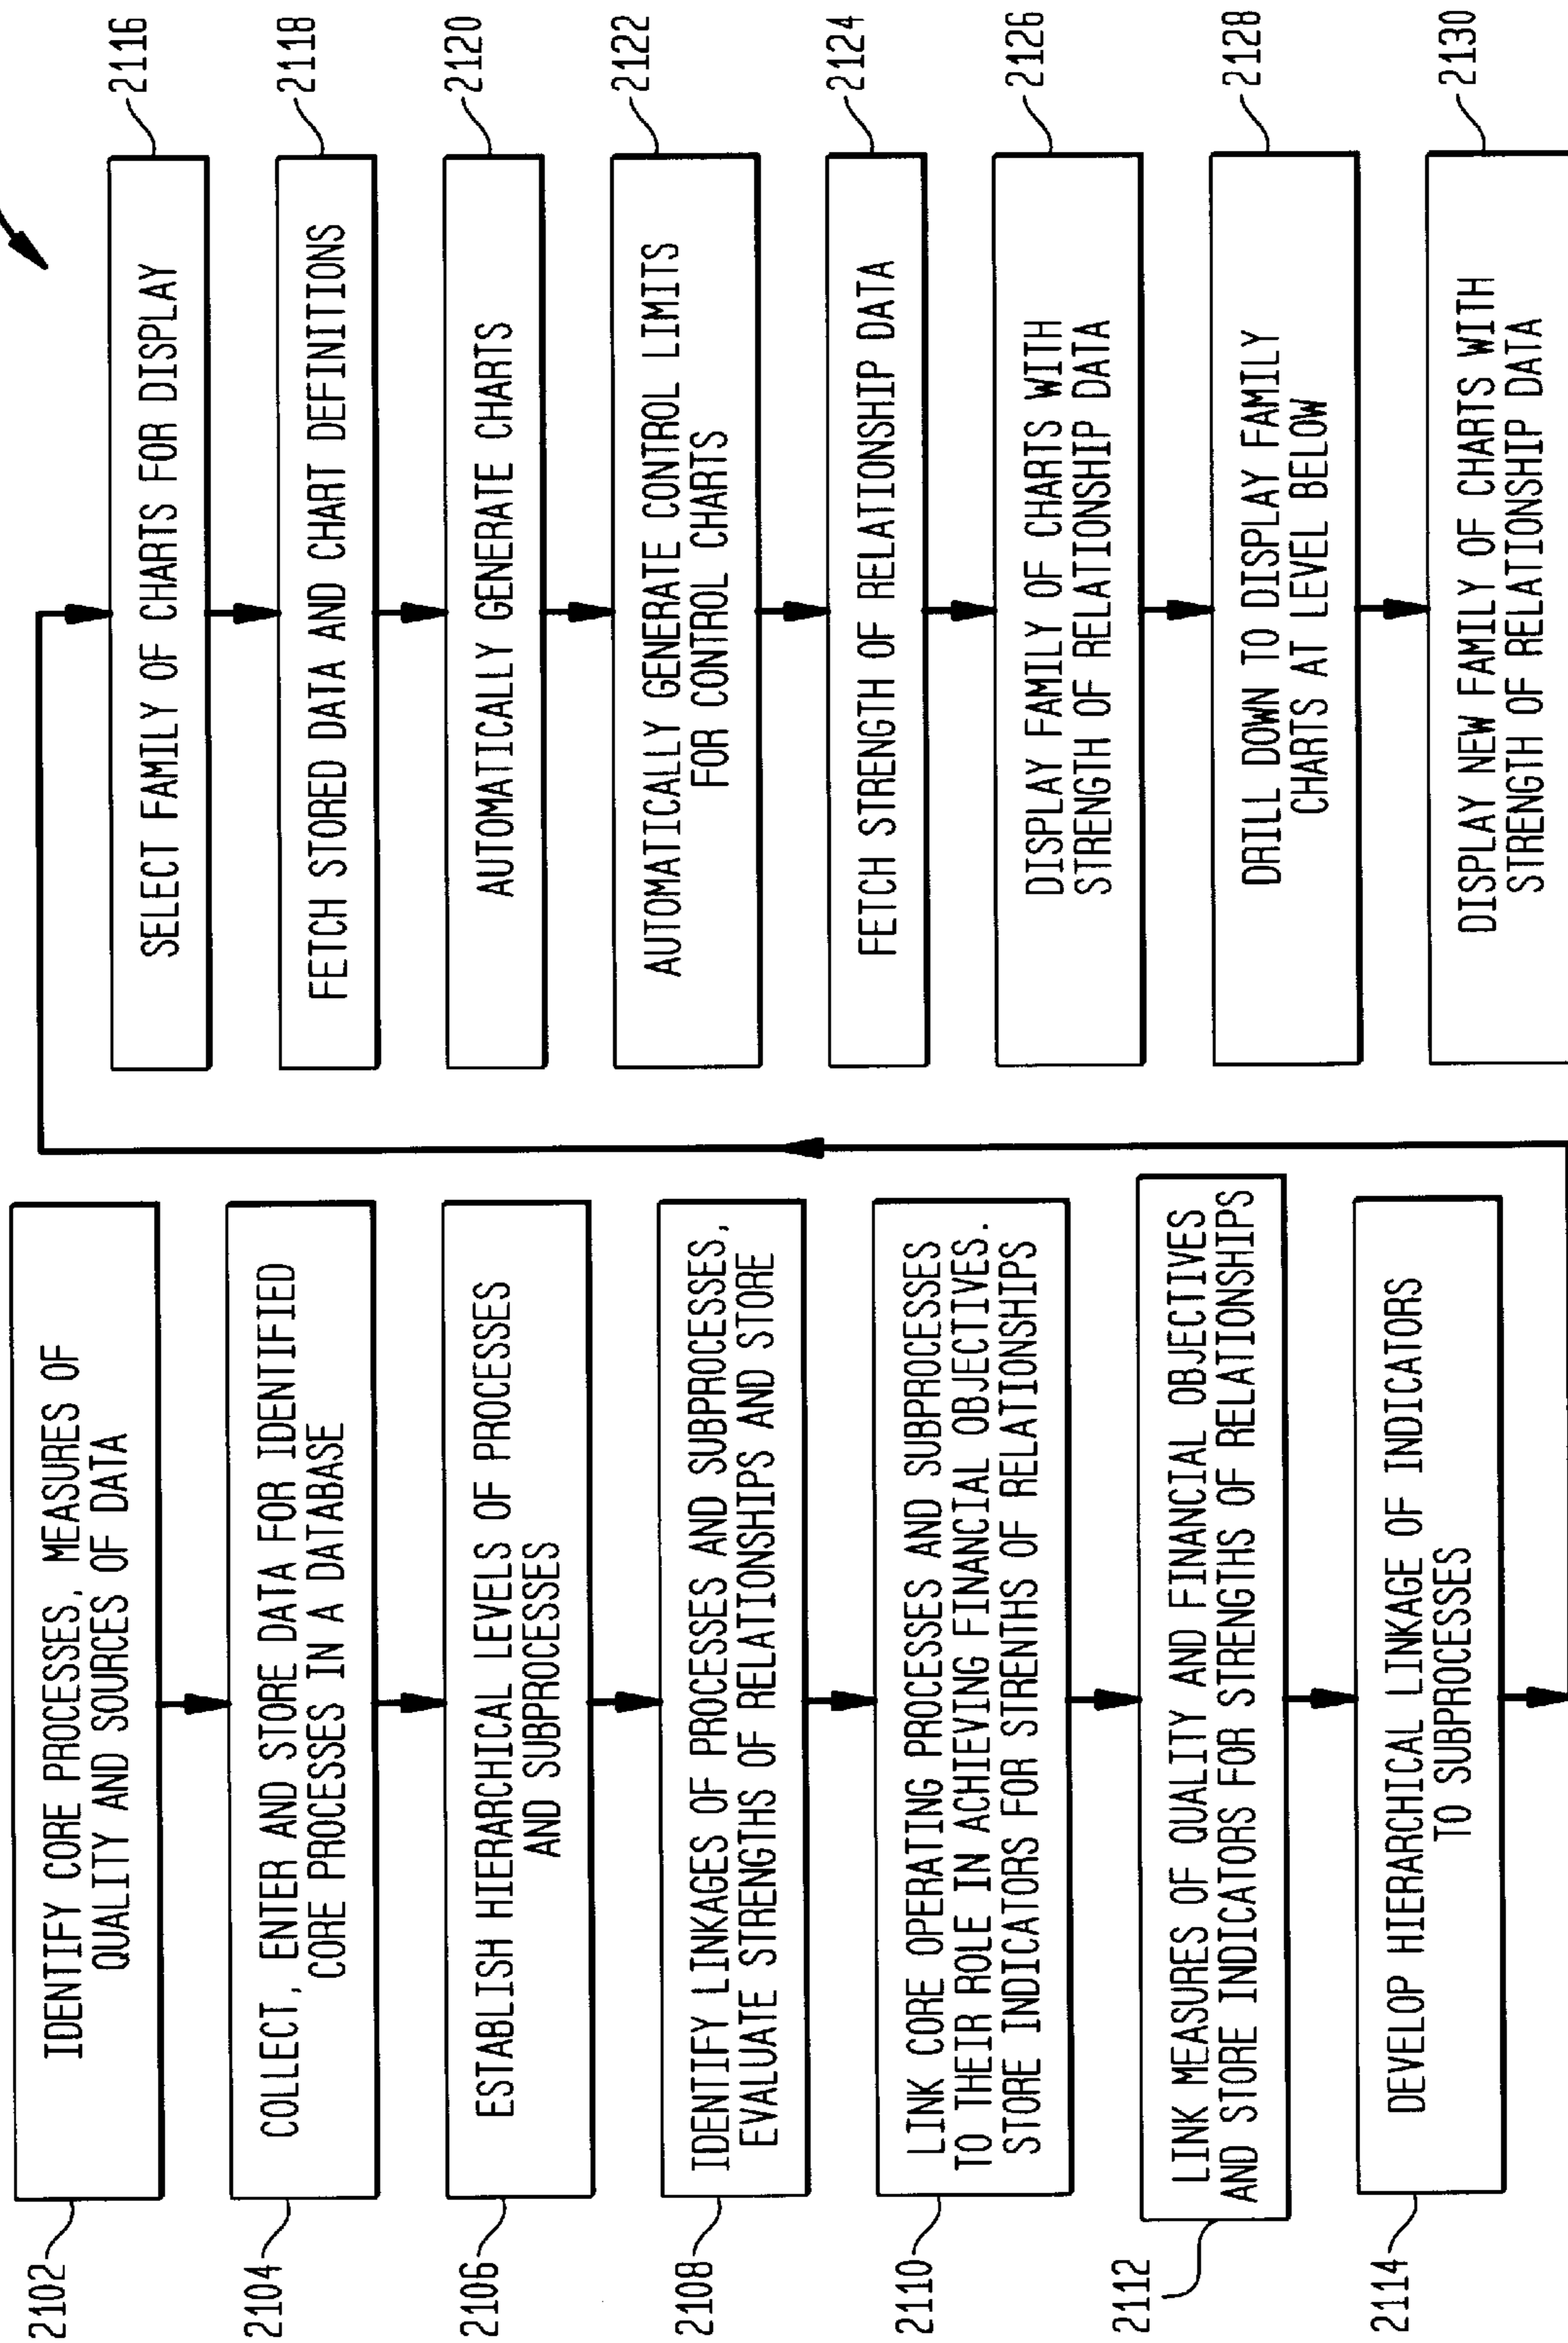 2102
IDENTIFY CORE PROCESSES, MEASURES OF
QUALITY AND SOURCES OF DATA
2104
COLLECT, ENTER AND STORE DATA FOR IDENTIFIED
CORE PROCESSES IN A DATABASE
2106
ESTABLISH HIERARCHICAL LEVELS OF PROCESSES
AND SUBPROCESSES
2108
IDENTIFY LINKAGES OF PROCESSES AND SUBPROCESSES,
EVALUATE STRENGTHS OF RELATIONSHIPS AND STORE
2110
LINK CORE OPERATING PROCESSES AND SUBPROCESSES
TO THEIR ROLE IN ACHIEVING FINANCIAL OBJECTIVES.
STORE INDICATORS FOR STRENTHS OF RELATIONSHIPS
2112
LINK MEASURES OF QUALITY AND FINANCIAL OBJECTIVES
AND STORE INDICATORS FOR STRENGTHS OF RELATIONSHIPS
2114
DEVELOP HIERARCHICAL LINKAGE OF INDICATORS
TO SUBPROCESSES
SELECT FAMILY OF CHARTS FOR DISPLAY
2116
FETCH STORED DATA AND CHART DEFINITIONS
2118
AUTOMATICALLY GENERATE CHARTS
2120
AUTOMATICALLY GENERATE CONTROL LIMITS
FOR CONTROL CHARTS
2122
FETCH STRENGTH OF RELATIONSHIP DATA
2124
DISPLAY FAMILY OF CHARTS WITH
STRENGTH OF RELATIONSHIP DATA
2126
DRILL DOWN TO DISPLAY FAMILY
CHARTS AT LEVEL BELOW
2128
DISPLAY NEW FAMILY OF CHARTS WITH
STRENGTH OF RELATIONSHIP DATA
2130